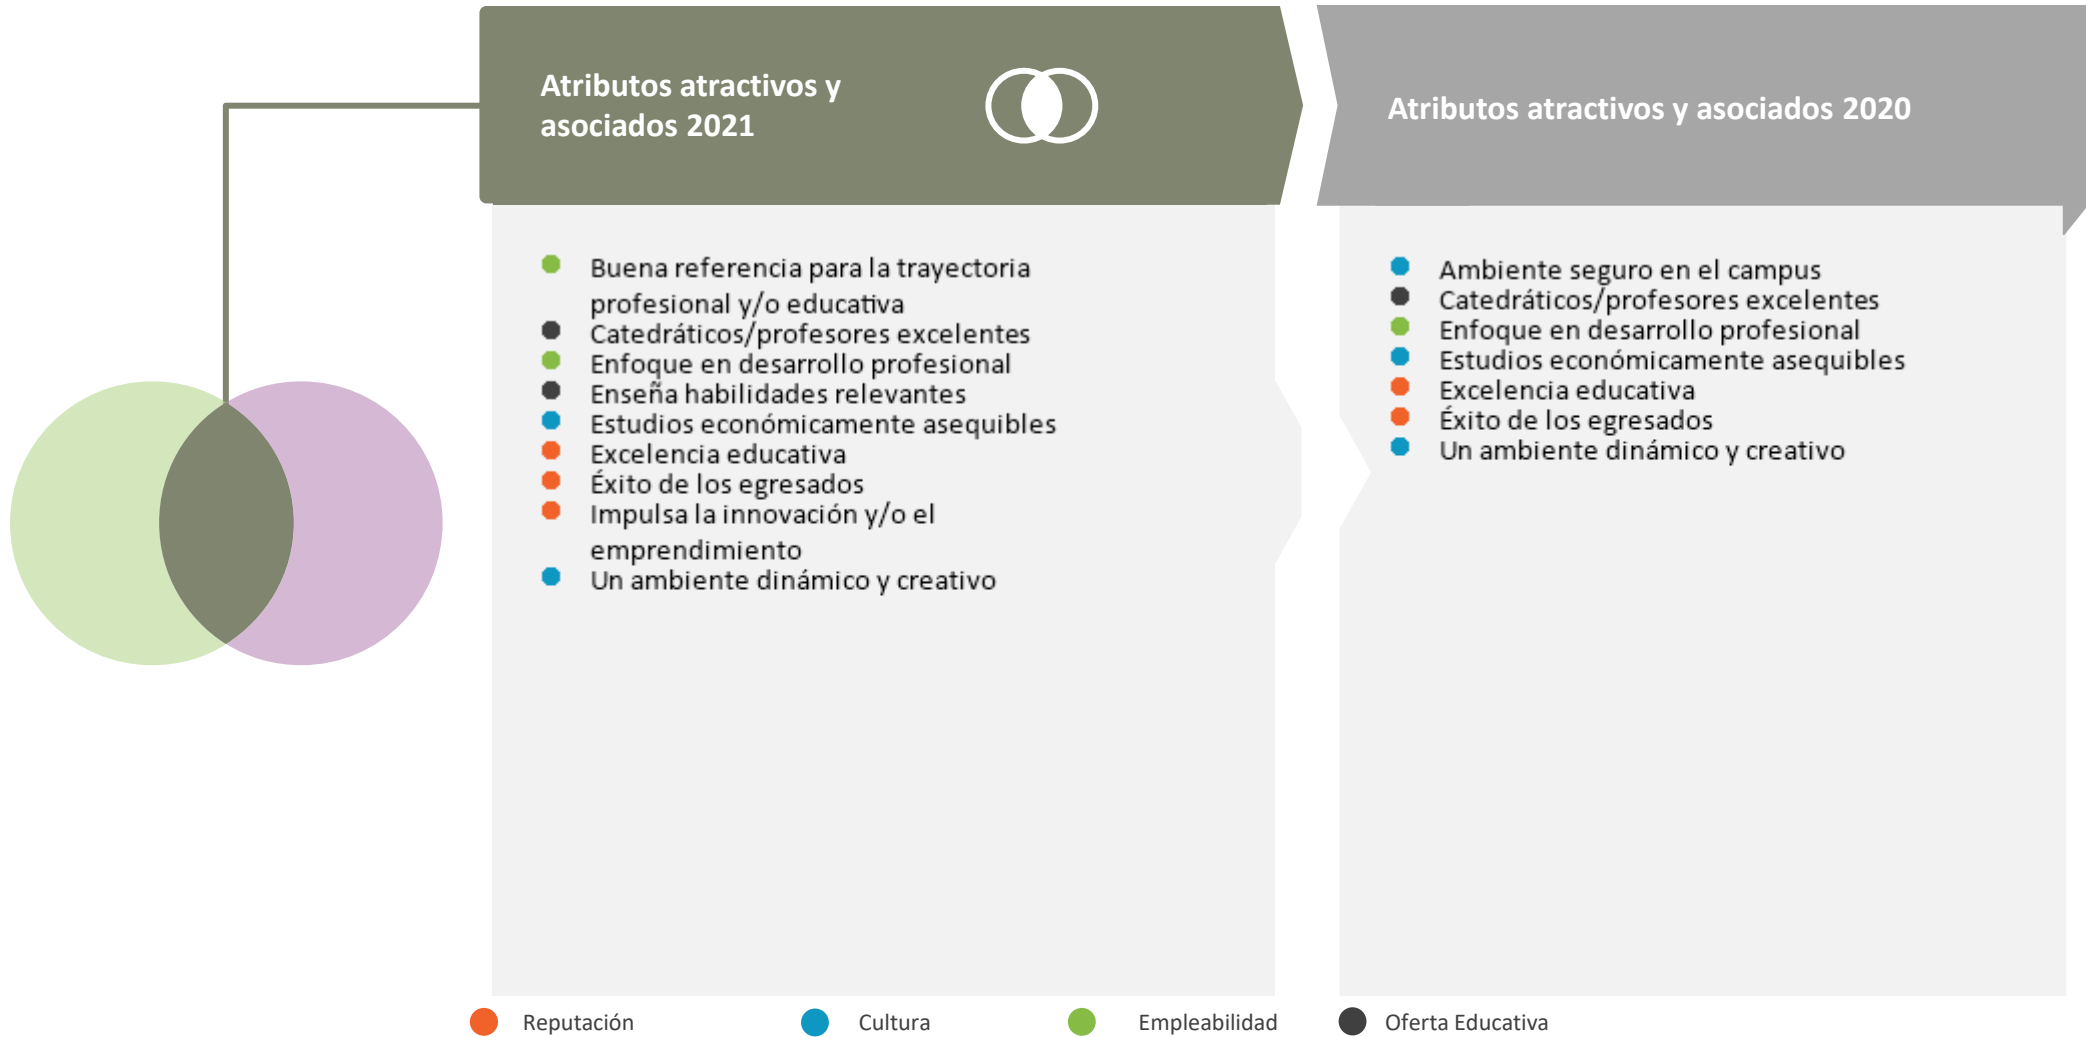 Atributos atractivos y
asociados 2021
Buena referencia para la trayectoria
profesional y/o educativa
Catedráticos/profesores excelentes
Enfoque en desarrollo profesional
Enseña habilidades relevantes
Estudios económicamente asequibles
Excelencia educativa
Éxito de los egresados
Impulsa la innovación y/o el
emprendimiento
Un ambiente dinámico y creativo
Atributos atractivos y asociados 2020
Ambiente seguro en el campus
Catedráticos/profesores excelentes
Enfoque en desarrollo profesional
Estudios económicamente asequibles
Excelencia educativa
Éxito de los egresados
Un ambiente dinámico y creativo
Reputación
Cultura
Empleabilidad
Oferta Educativa